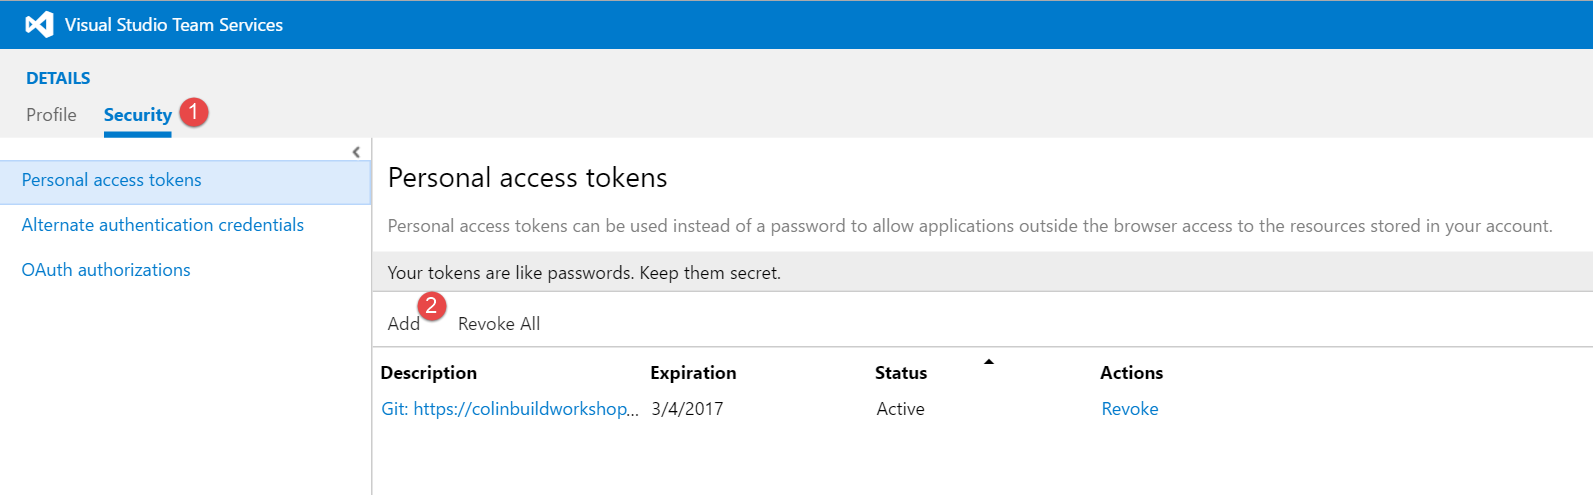 Visual Studio Team Services
DETAILS
Profile Security 1
Personal access tokens
Alternate authentication credentials
OAuth authorizations
Personal access tokens
Personal access tokens can be used instead of a password to allow applications outside the browser access to the resources stored in your account.
Your tokens are like passwords. Keep them secret.
Add 2 Revoke All
Description Expiration Status Actions
Git: https://colinbuildworkshop... 3/4/2017 Active Revoke